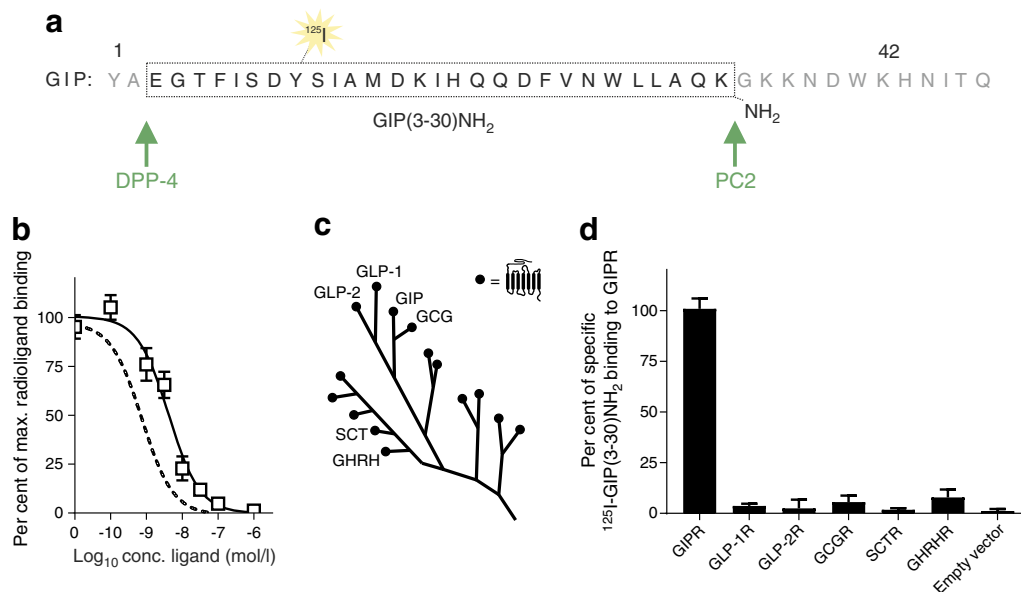 a
125I
1
42
GIP: Y A E G T F I S D Y S I A M D K I H Q Q D F V N W L L A Q K G K K N D W K H N I T Q
GIP(3-30)NH2
NH2
DPP-4
PC2
b
Per cent of max. radioligand binding
100
75
50
25
0
0 -10 -9 -8 -7 -6
Log10 conc. ligand (mol/l)
c
GLP-1
GLP-2
GIP
GCG
SCT
GHRH
=
d
Per cent of specific
125I-GIP(3-30)NH2 binding to GIPR
100
75
50
25
0
GIPR
GLP-1R
GLP-2R
GCGR
SCTR
GHRHR
Empty vector